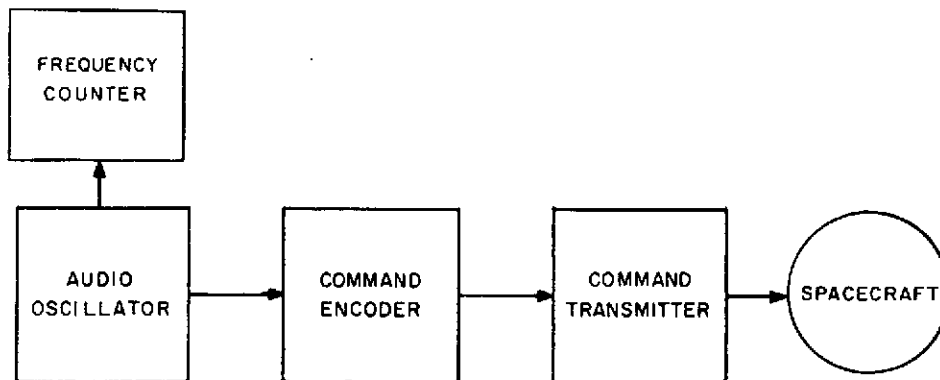 FREQUENCY
COUNTER
AUDIO
OSCILLATOR
COMMAND
ENCODER
COMMAND
TRANSMITTER
SPACECRAFT